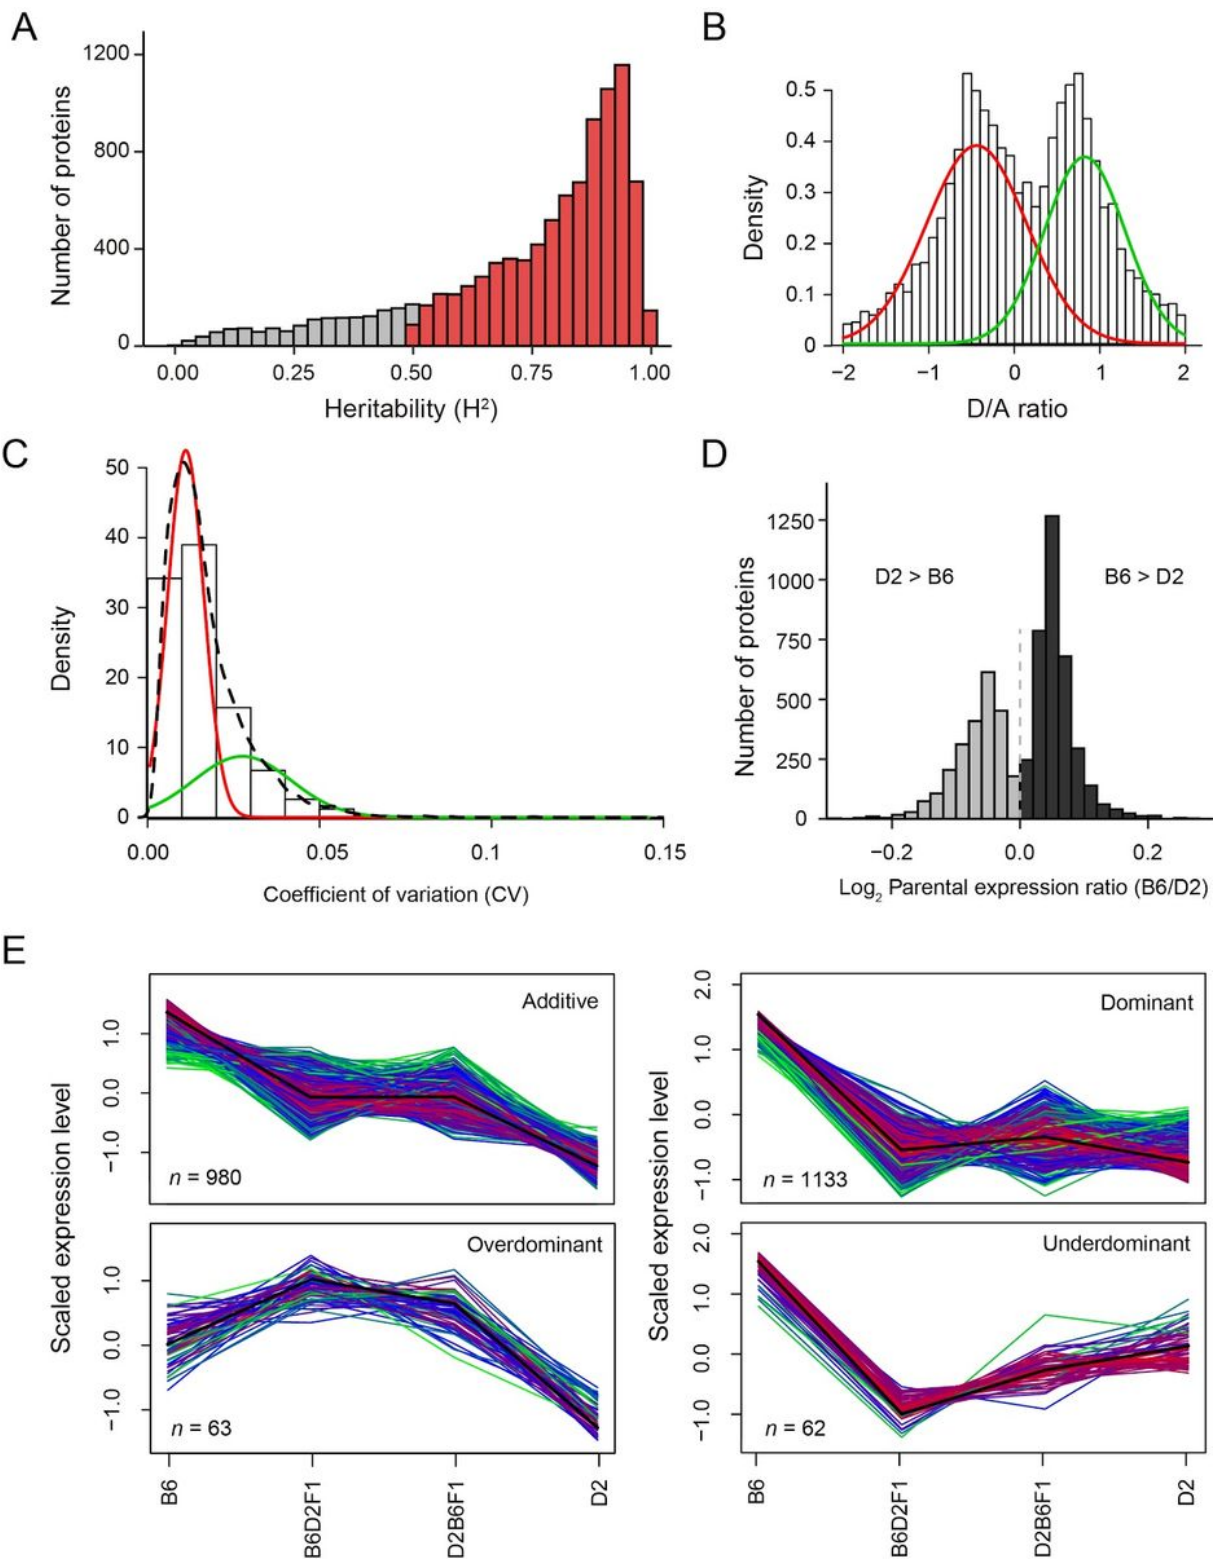 A
Number of proteins
1200
800
400
0
0.00 0.25 0.50 0.75 1.00
Heritability (H²)
B
Density
0.5
0.4
0.3
0.2
0.1
0
−2 −1 0 1 2
D/A ratio
C
Density
50
40
30
20
10
0
0.00 0.05 0.1 0.15
Coefficient of variation (CV)
D
Number of proteins
1250
1000
750
500
250
0
D2 > B6
B6 > D2
−0.2 0.0 0.2
Log₂ Parental expression ratio (B6/D2)
E
Scaled expression level
1.0
0.0
−1.0
Additive
n = 980
Scaled expression level
2.0
1.0
0.0
−1.0
Dominant
n = 1133
1.0
0.0
−1.0
Overdominant
n = 63
2.0
1.0
0.0
−1.0
Underdominant
n = 62
B6
B6D2F1
D2B6F1
D2
B6
B6D2F1
D2B6F1
D2